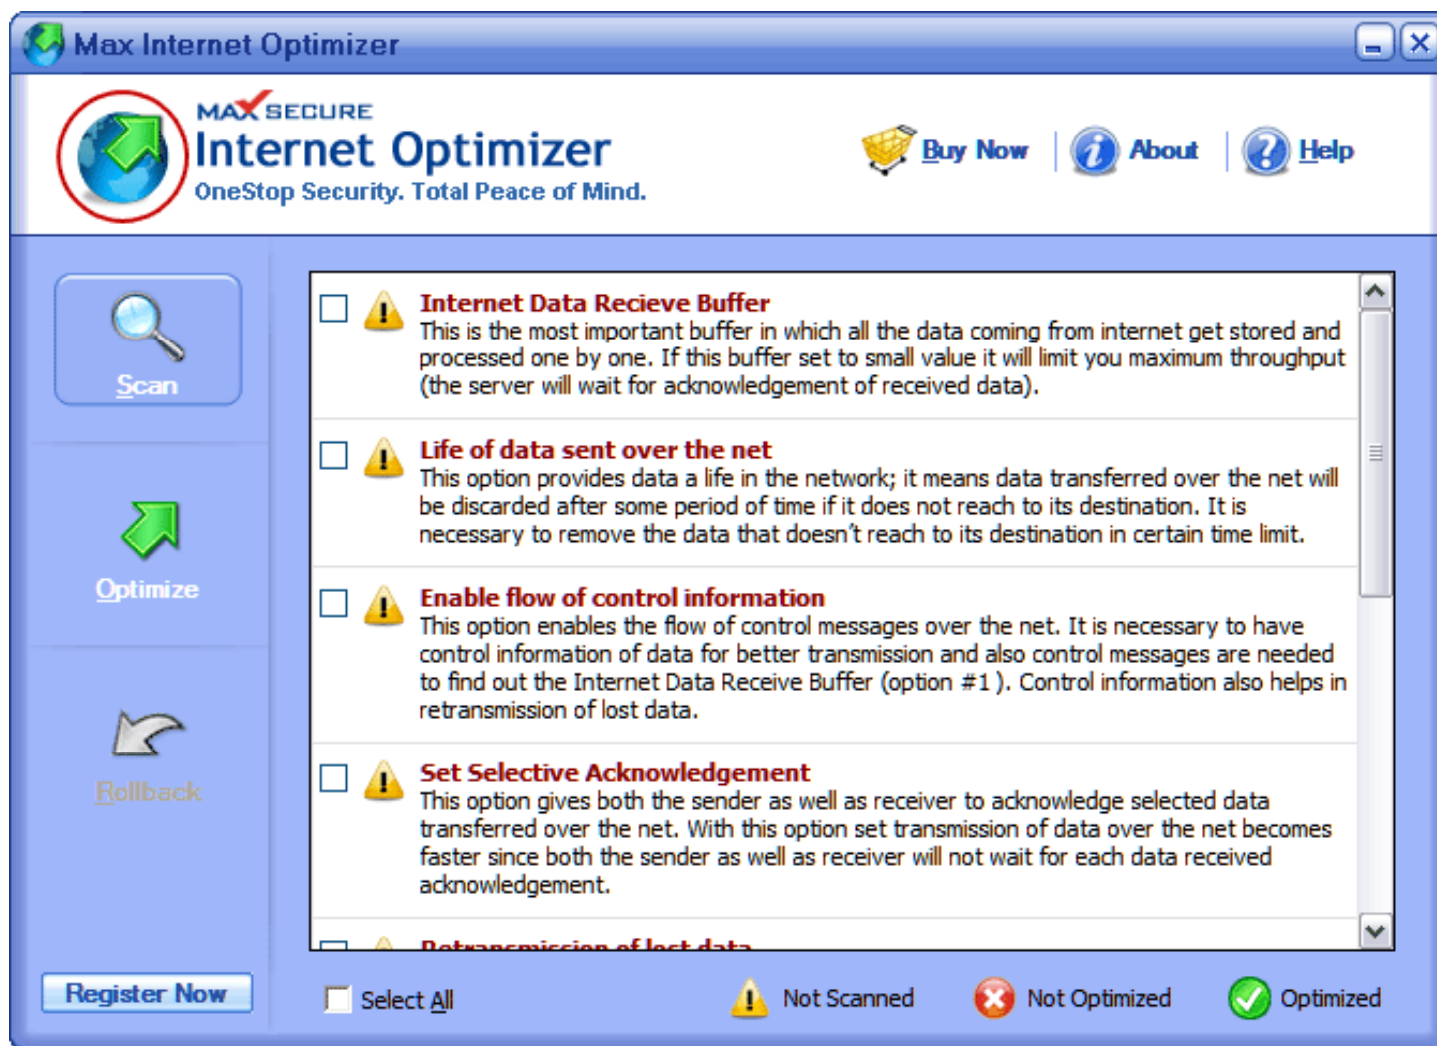 Max Internet Optimizer
MAX SECURE
Internet Optimizer
OneStop Security. Total Peace of Mind.
Buy Now
About
Help
Scan
Optimize
Rollback
Register Now
Internet Data Recieve Buffer
This is the most important buffer in which all the data coming from internet get stored and
processed one by one. If this buffer set to small value it will limit you maximum throughput
(the server will wait for acknowledgement of received data).
Life of data sent over the net
This option provides data a life in the network; it means data transferred over the net will
be discarded after some period of time if it does not reach to its destination. It is
necessary to remove the data that doesn't reach to its destination in certain time limit.
Enable flow of control information
This option enables the flow of control messages over the net. It is necessary to have
control information of data for better transmission and also control messages are needed
to find out the Internet Data Receive Buffer (option #1 ). Control information also helps in
retransmission of lost data.
Set Selective Acknowledgement
This option gives both the sender as well as receiver to acknowledge selected data
transferred over the net. With this option set transmission of data over the net becomes
faster since both the sender as well as receiver will not wait for each data received
acknowledgement.
Retransmission of lost data
Select All
Not Scanned
Not Optimized
Optimized